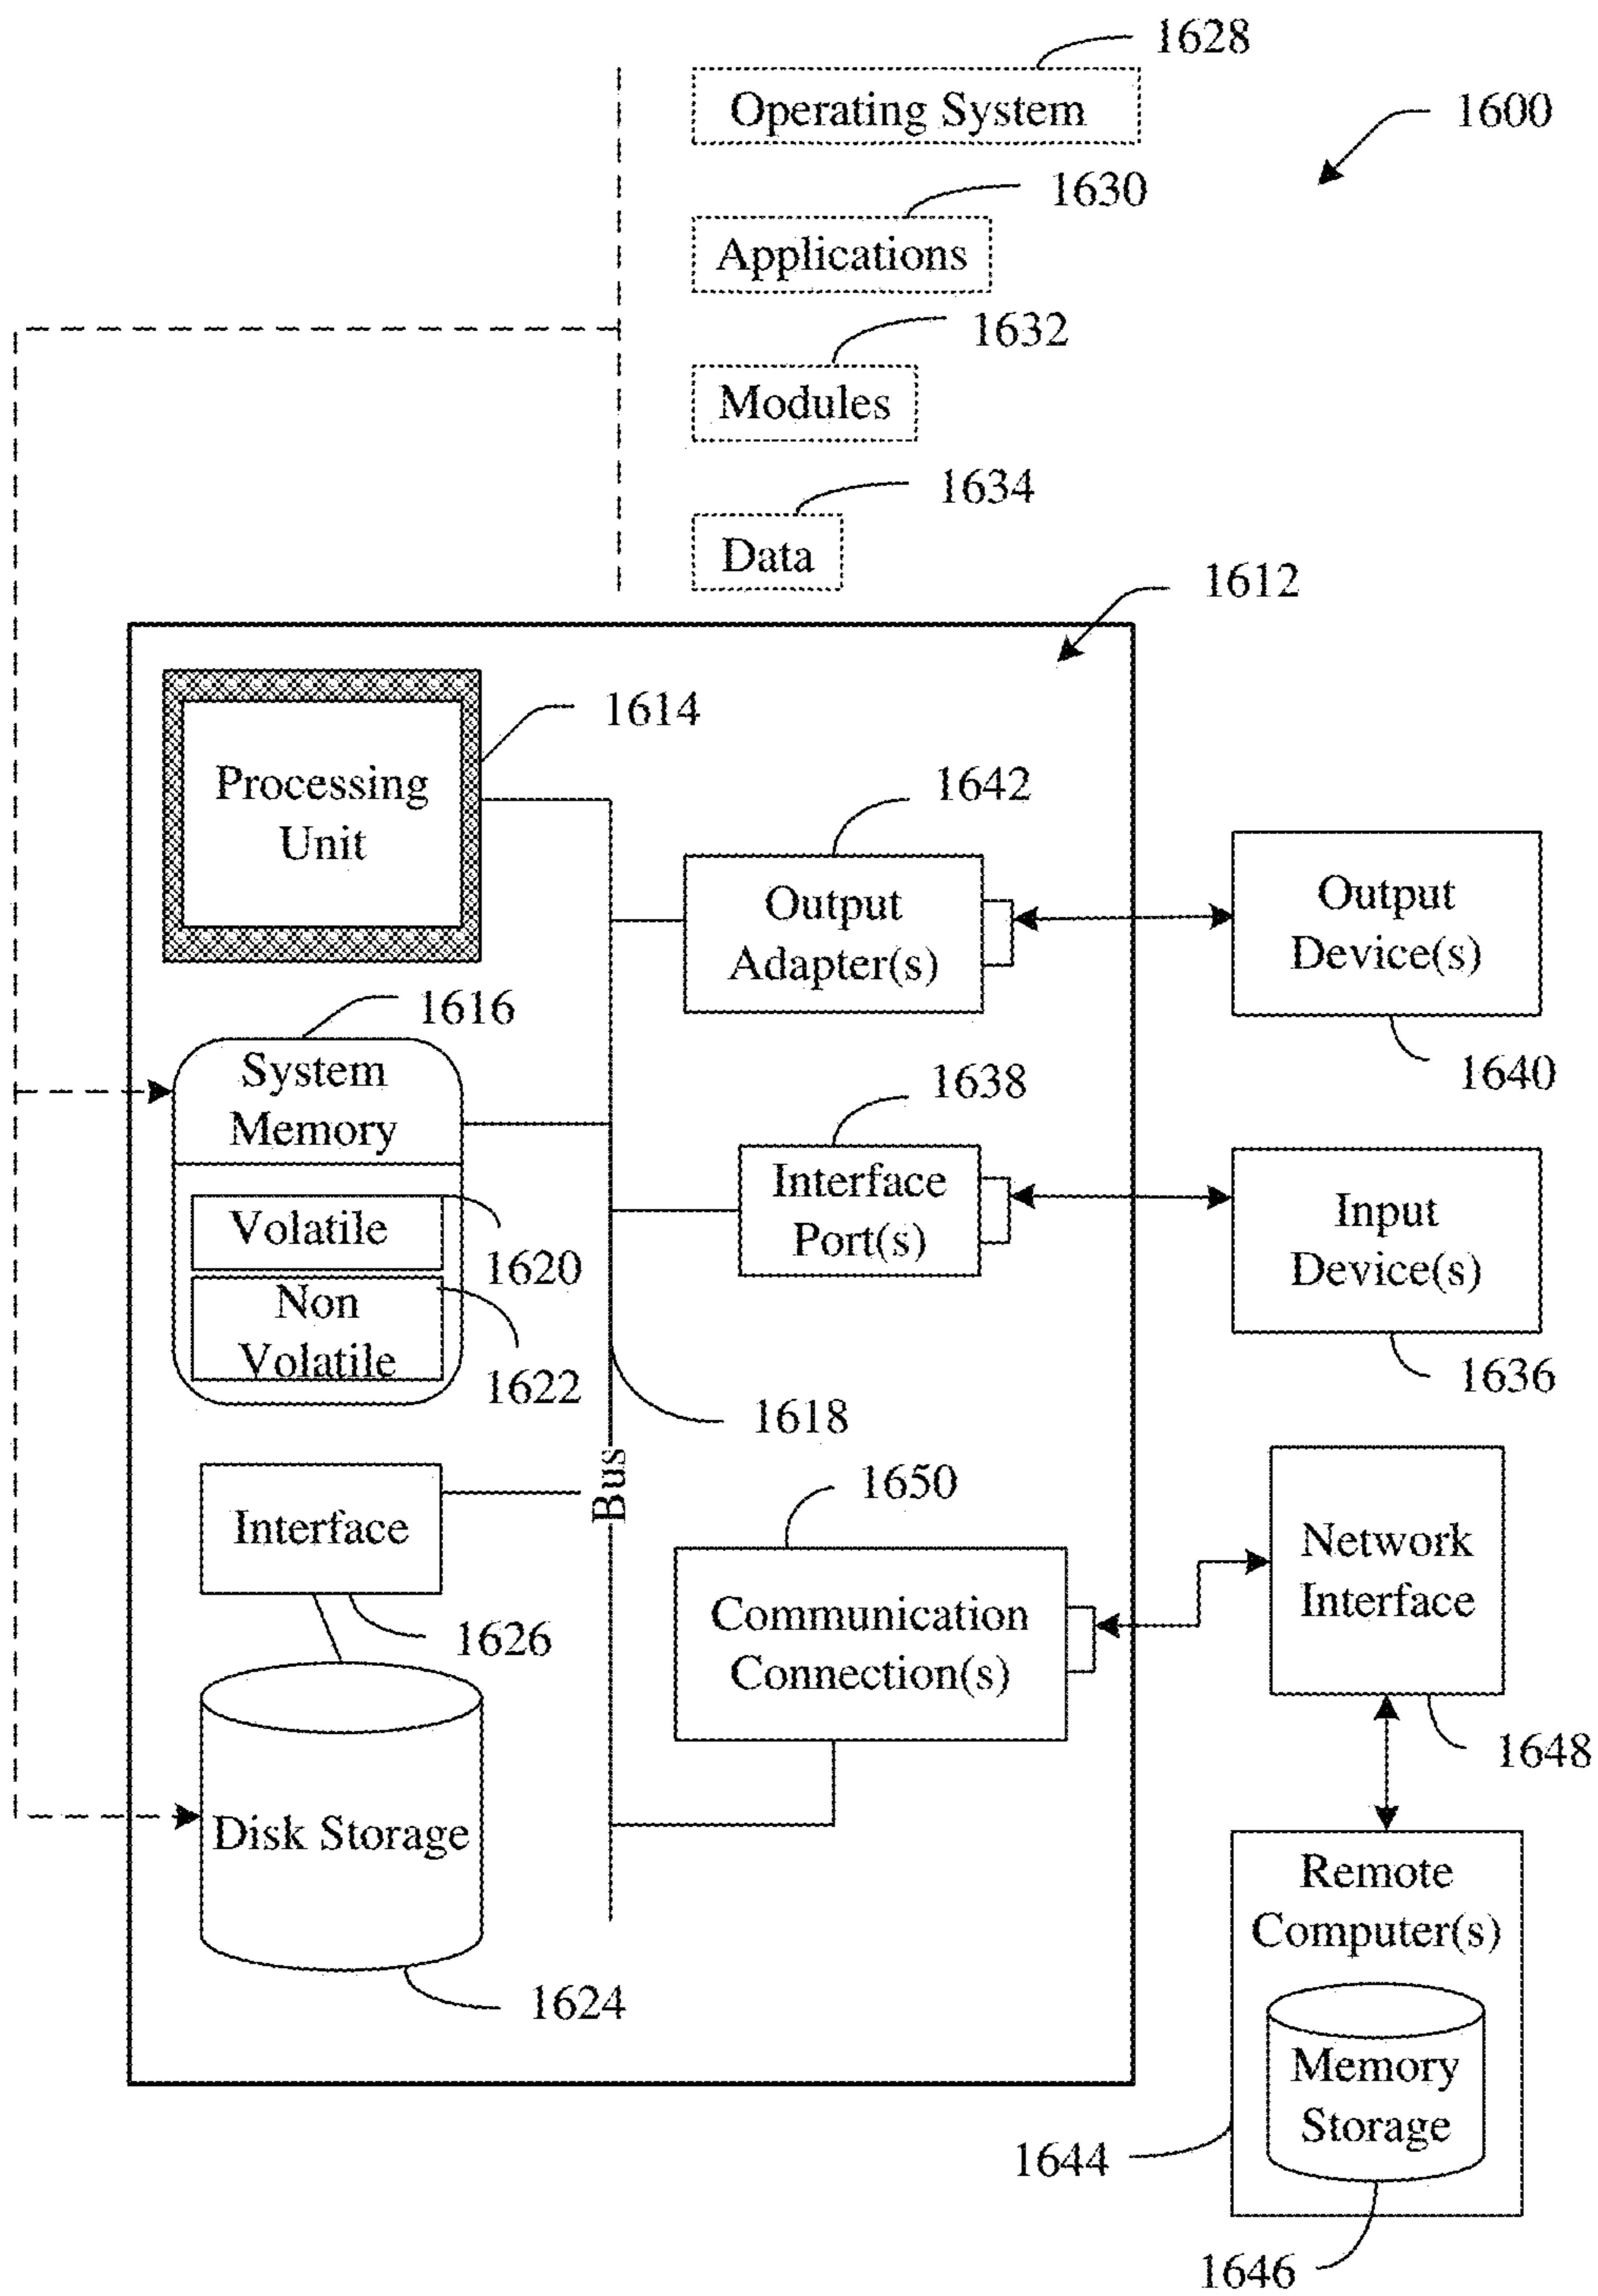 1628
Operating System
1600
1630
Applications
1632
Modules
1634
Data
1612
1614
Processing
Unit
1642
Output
Adapter(s)
Output
Device(s)
1640
1616
System
Memory
1638
Interface
Port(s)
Input
Device(s)
1636
Volatile
1620
Non
Volatile
1622
1618
Bus
1650
Interface
1626
Communication
Connection(s)
Network
Interface
1648
Disk Storage
1624
Remote
Computer(s)
Memory
Storage
1644
1646